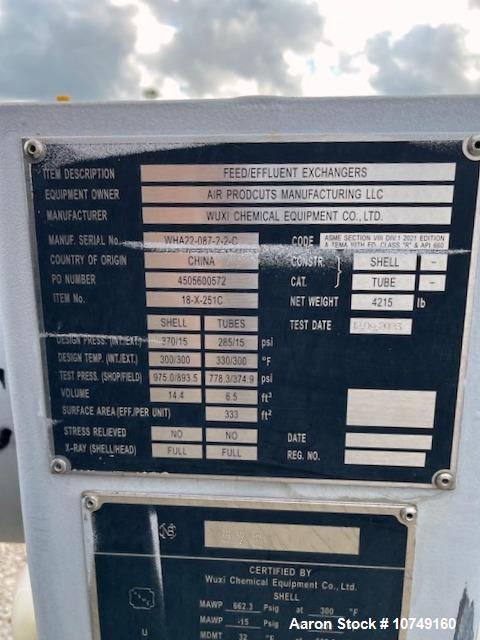 ITEM DESCRIPTION FEED/EFFLUENT EXCHANGERS
EQUIPMENT OWNER AIR PRODCUTS MANUFACTURING LLC
MANUFACTURER WUXI CHEMICAL EQUIPMENT CO., LTD.
MANUF. SERIAL No. WHA22-087-2-2-C CODE ASME SECTION VIII DIV.1 2021 EDITION
& TEMA 10TH ED. CLASS "R" & API 660
COUNTRY OF ORIGIN CHINA CONSTR. } SHELL -
PO NUMBER 4505600572 CAT. TUBE -
ITEM No. 18-X-251C NET WEIGHT 4215 lb
SHELL TUBES TEST DATE
DESIGN PRESS. (INT./EXT.) 370/15 285/15 psi
DESIGN TEMP. (INT./EXT.) 300/300 330/300 °F
TEST PRESS. (SHOP/FIELD) 975.0/893.5 778.3/374.9 psi
VOLUME 14.4 6.5 ft³
SURFACE AREA (EFF./PER UNIT) 333 ft²
STRESS RELIEVED NO NO DATE
X-RAY (SHELL/HEAD) FULL FULL REG. NO.
NB
CERTIFIED BY
Wuxi Chemical Equipment Co., Ltd.
SHELL
MAWP 662.3 Psig at 300 °F
MAWP -15 Psig at
U MDMT 32 °F
Aaron Stock # 10749160